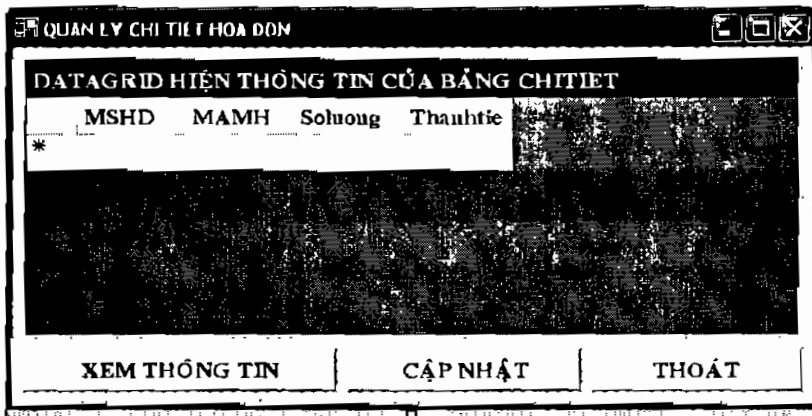 QUAN LY CHI TIET HOA DON
DATAGRID HIỆN THÔNG TIN CỦA BẢNG CHITIET
MSHD MAMH Soluong Thanhtie
*
XEM THÔNG TIN CẬP NHẬT THOÁT